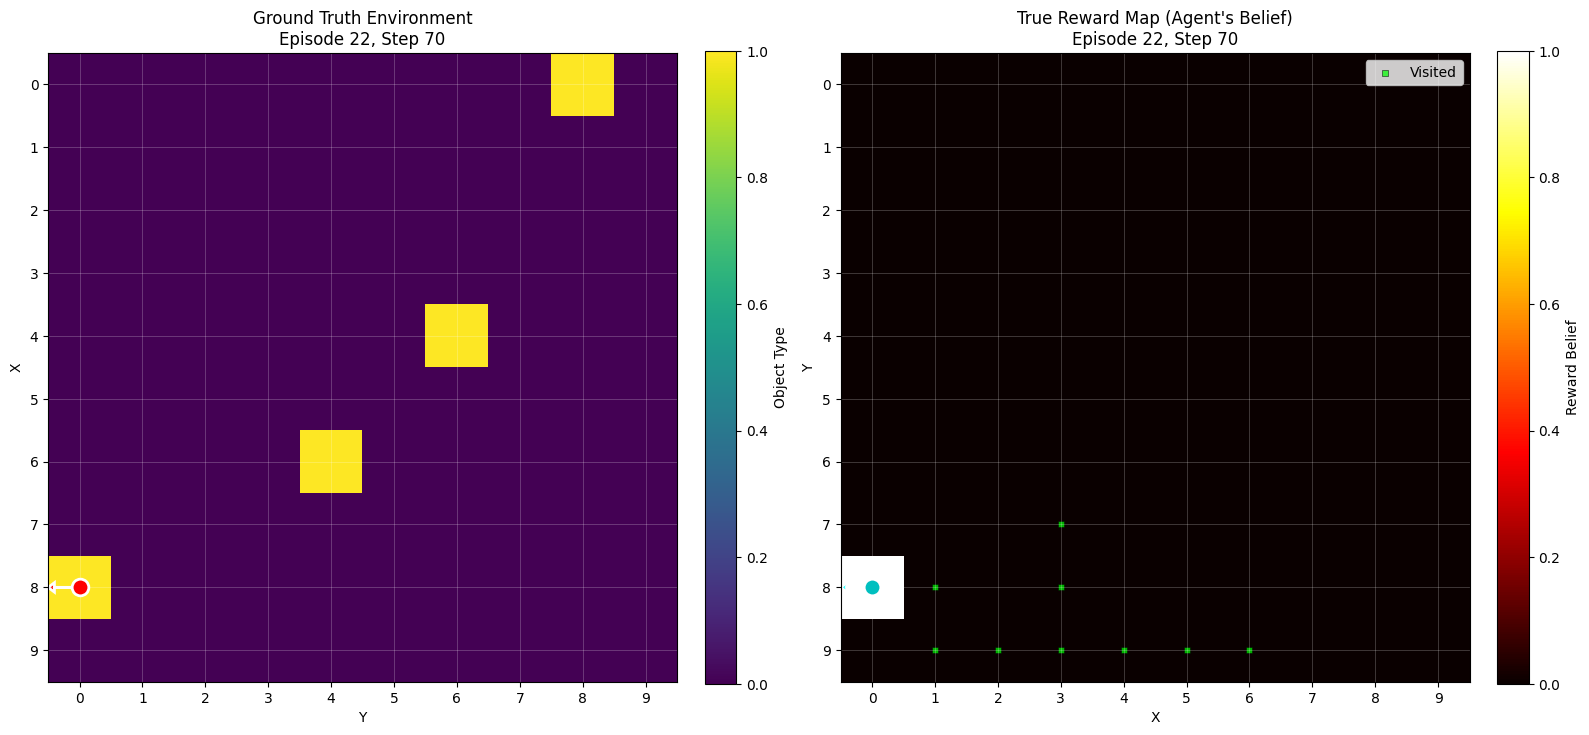 Ground Truth Environment
Episode 22, Step 70
X
0
1
2
3
4
5
6
7
8
9
0 1 2 3 4 5 6 7 8 9
Y
1.0
0.8
0.6
0.4
0.2
0.0
Object Type
True Reward Map (Agent's Belief)
Episode 22, Step 70
Visited
Y
0
1
2
3
4
5
6
7
8
9
0 1 2 3 4 5 6 7 8 9
X
1.0
0.8
0.6
0.4
0.2
0.0
Reward Belief